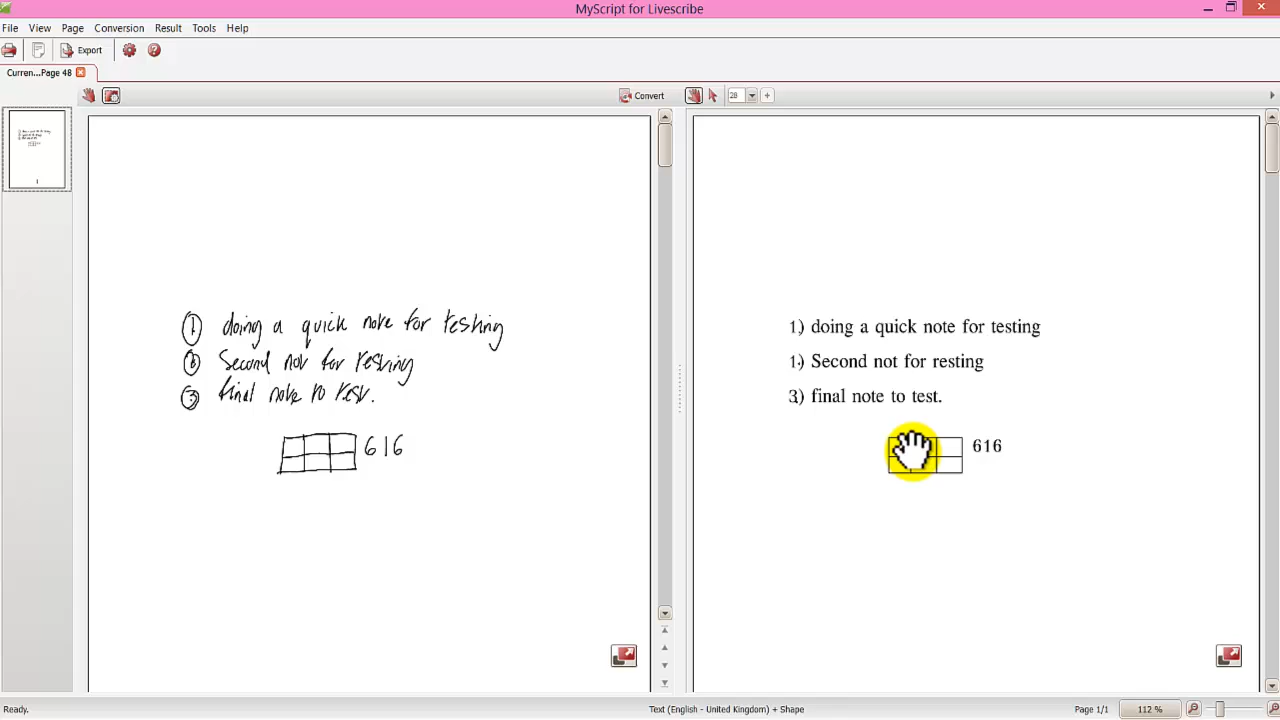 MyScript for Livescribe
File View Page Conversion Result Tools Help
Export
Curren...Page 48
Convert
28
1 doing a quick note for testing
Second not for testing
3 final note to test.
616
1.) doing a quick note for testing
1.) Second not for resting
3.) final note to test.
616
Ready.
Text (English - United Kingdom) + Shape
Page 1/1
112 %